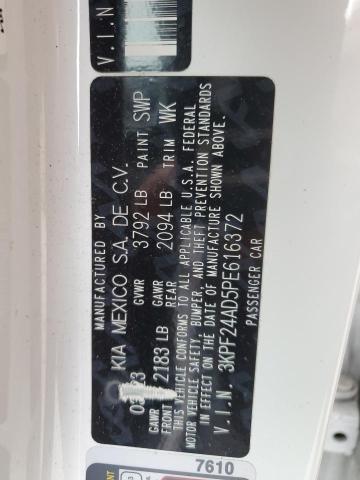 V.I.N
MANUFACTURED BY
KIA MEXICO S.A. DE C.V.
GVWR 3792 LB PAINT SWP
GAWR FRONT 2183 LB GAWR REAR 2094 LB TRIM WK
THIS VEHICLE CONFORMS TO ALL APPLICABLE U.S.A. FEDERAL
MOTOR VEHICLE SAFETY, BUMPER, AND THEFT PREVENTION STANDARDS
IN EFFECT ON THE DATE OF MANUFACTURE SHOWN ABOVE.
V.I.N. 3KPF24AD5PE616372
PASSENGER CAR
7610